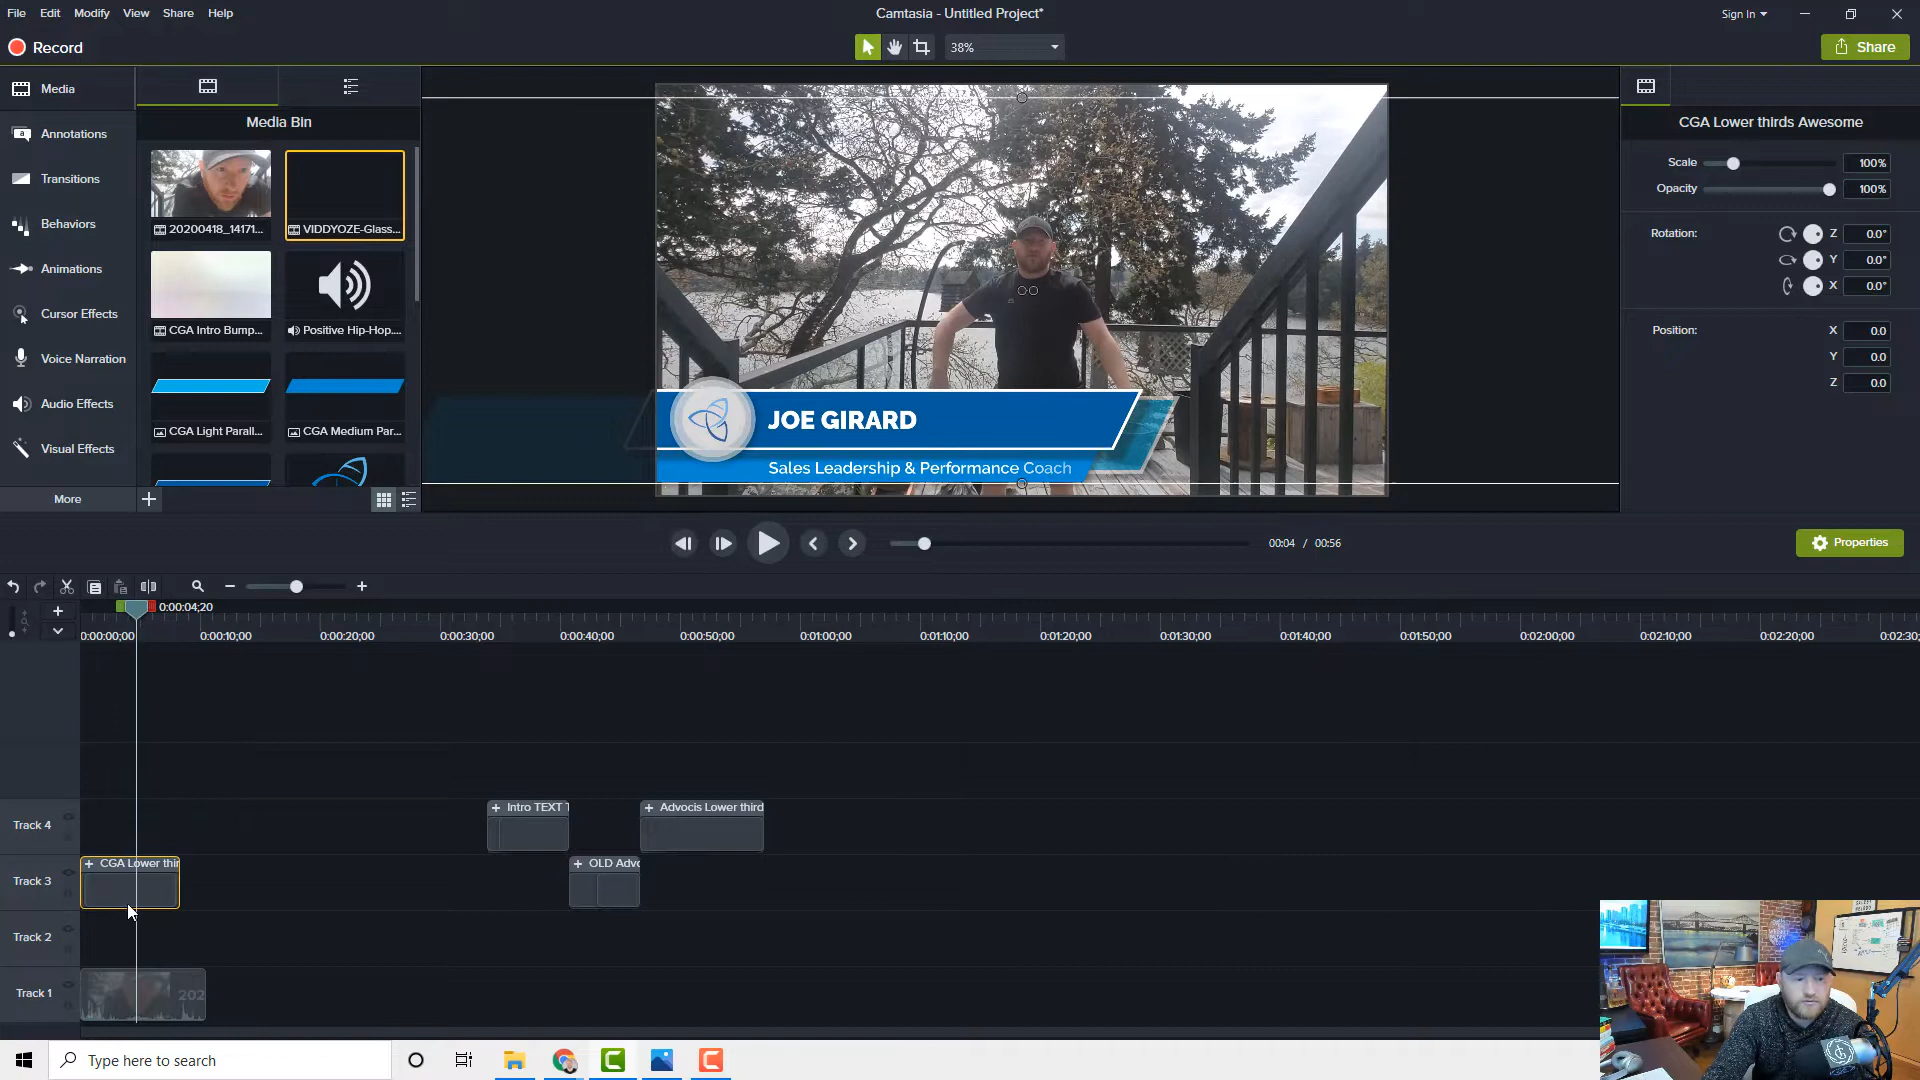 File Edit Modify View Share Help
Camtasia - Untitled Project*
Sign In
Record
38%
Share
Media
Annotations
Transitions
Behaviors
Animations
Cursor Effects
Voice Narration
Audio Effects
Visual Effects
More
Media Bin
20200418_14171...
VIDDYOZE-Glass...
CGA Intro Bump...
Positive Hip-Hop....
CGA Light Parall...
CGA Medium Par...
JOE GIRARD
Sales Leadership & Performance Coach
CGA Lower thirds Awesome
Scale 100%
Opacity 100%
Rotation: Z 0.0°
Y 0.0°
X 0.0°
Position: X 0.0
Y 0.0
Z 0.0
00:04 / 00:56
Properties
0:00:04;20
0:00:00;00 0:00:10;00 0:00:20;00 0:00:30;00 0:00:40;00 0:00:50;00 0:01:00;00 0:01:10;00 0:01:20;00 0:01:30;00 0:01:40;00 0:01:50;00 0:02:00;00 0:02:10;00 0:02:20;00 0:02:30;
Track 4
Intro TEXT
Advocis Lower third
Track 3
CGA Lower thir
OLD Advo
Track 2
Track 1
202
Type here to search